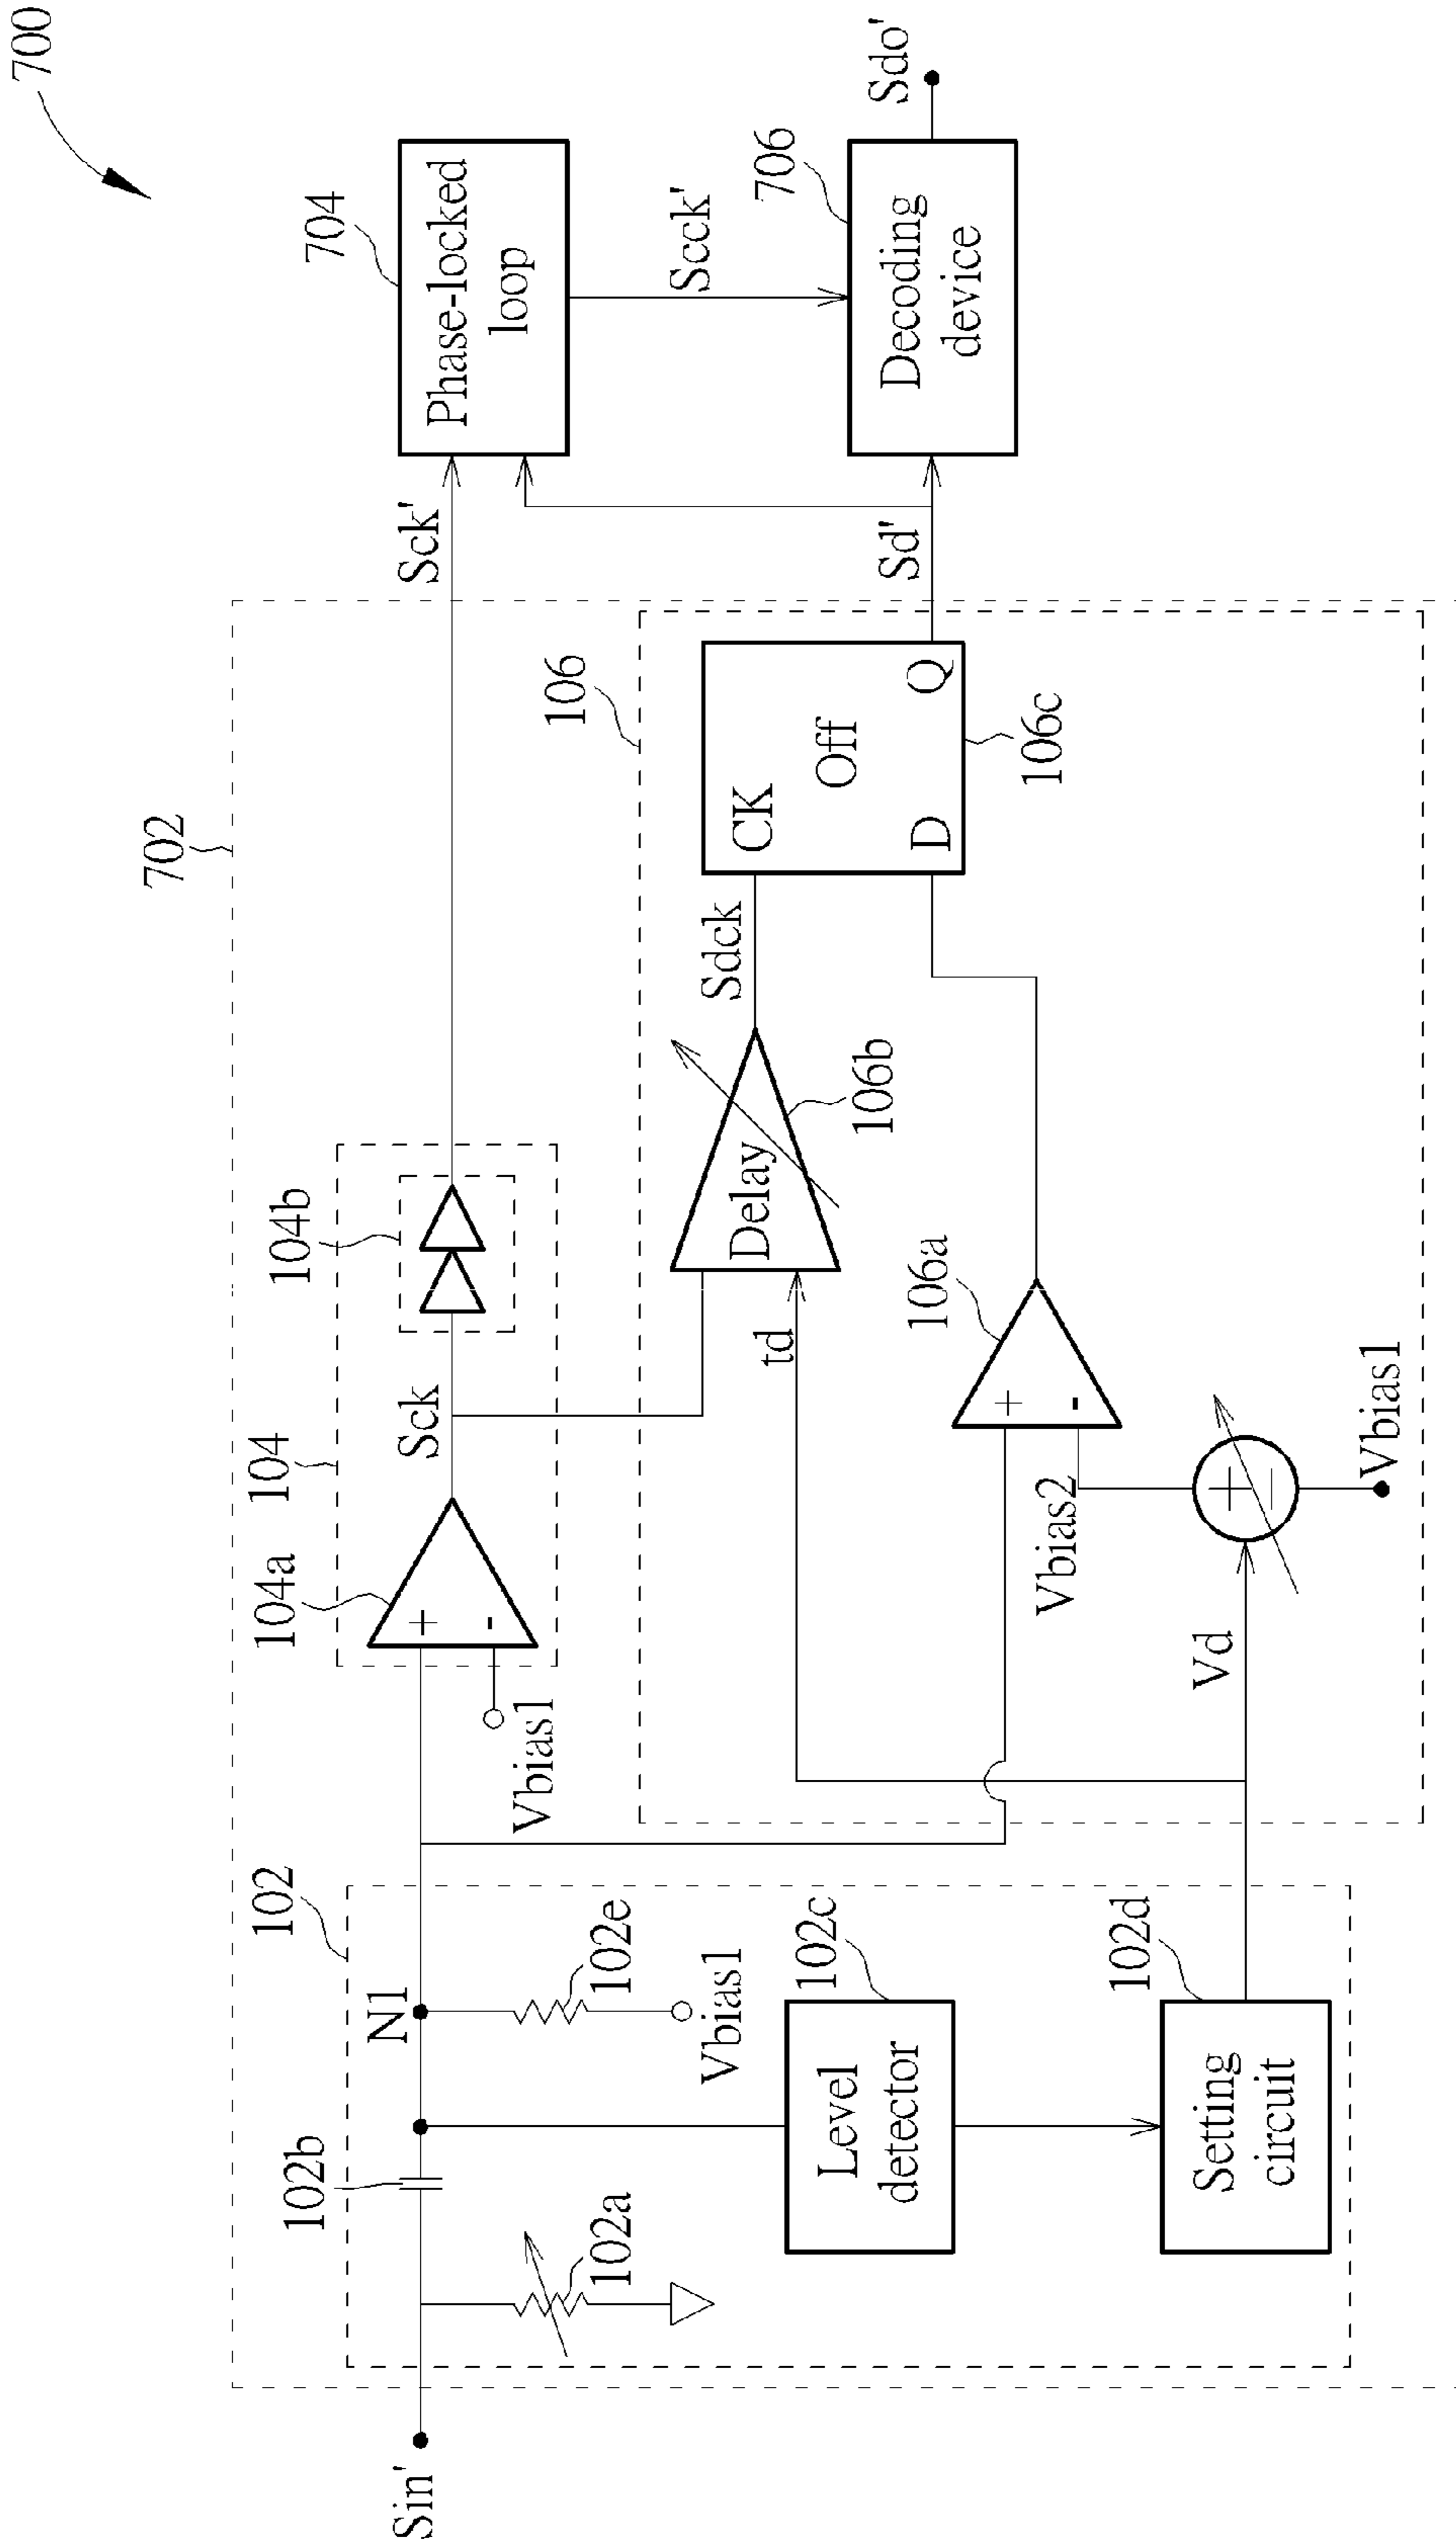 700
702
Sin'
102
102a
102b
N1
102e
Vbias1
Level
detector
102c
Setting
circuit
102d
104
104a
+
-
Vbias1
Sck
104b
Sck'
Phase-locked
loop
704
Scck'
106
td
Delay
106b
Sdck
CK
Off
D
Q
106c
Vd
+
−
Vbias1
Vbias2
+
-
106a
Sd'
Decoding
device
706
Sdo'